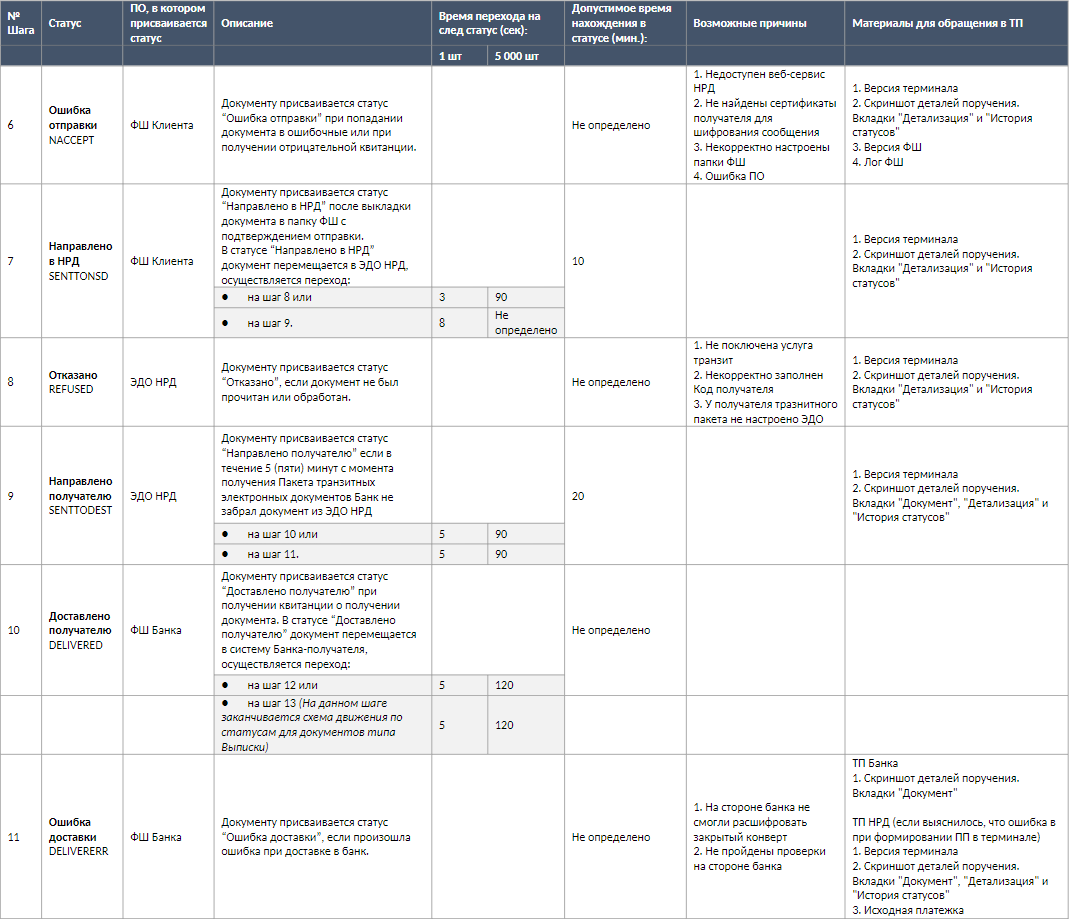 №
Шага
Статус
ПО, в котором
присваивается
статус
Описание
Время перехода на
след статус (сек):
Допустимое время
нахождения в
статусе (мин.):
Возможные причины
Материалы для обращения в ТП
1 шт
5 000 шт
6
Ошибка
отправки
NACCEPT
ФШ Клиента
Документу присваивается статус
“Ошибка отправки” при попадании
документа в ошибочные или при
получении отрицательной квитанции.
Не определено
1. Недоступен веб-сервис
НРД
2. Не найдены сертификаты
получателя для
шифрования сообщения
3. Некорректно настроены
папки ФШ
4. Ошибка ПО
1. Версия терминала
2. Скриншот деталей поручения.
Вкладки "Детализация" и "История
статусов"
3. Версия ФШ
4. Лог ФШ
7
Направлено
в НРД
SENTTONSD
ФШ Клиента
Документу присваивается статус
“Направлено в НРД” после выкладки
документа в папку ФШ с
подтверждением отправки.
В статусе “Направлено в НРД”
документ перемещается в ЭДО НРД,
осуществляется переход:
● на шаг 8 или
3
90
● на шаг 9.
8
Не
определено
10
1. Версия терминала
2. Скриншот деталей поручения.
Вкладки "Детализация" и "История
статусов"
8
Отказано
REFUSED
ЭДО НРД
Документу присваивается статус
“Отказано”, если документ не был
прочитан или обработан.
Не определено
1. Не поключена услуга
транзит
2. Некорректно заполнен
Код получателя
3. У получателя тразнитного
пакета не настроено ЭДО
1. Версия терминала
2. Скриншот деталей поручения.
Вкладки "Детализация" и "История
статусов"
9
Направлено
получателю
SENTTODEST
ЭДО НРД
Документу присваивается статус
“Направлено получателю” если в
течение 5 (пяти) минут с момента
получения Пакета транзитных
электронных документов Банк не
забрал документ из ЭДО НРД
● на шаг 10 или
5
90
● на шаг 11.
5
90
20
1. Версия терминала
2. Скриншот деталей поручения.
Вкладки "Документ", "Детализация" и
"История статусов"
10
Доставлено
получателю
DELIVERED
ФШ Банка
Документу присваивается статус
“Доставлено получателю” при
получении квитанции о получении
документа. В статусе “Доставлено
получателю” документ перемещается
в систему Банка-получателя,
осуществляется переход:
● на шаг 12 или
5
120
Не определено
● на шаг 13 (На данном шаге
заканчивается схема движения по
статусам для документов типа
Выписки)
5
120
11
Ошибка
доставки
DELIVERERR
ФШ Банка
Документу присваивается статус
“Ошибка доставки”, если произошла
ошибка при доставке в банк.
Не определено
1. На стороне банка не
смогли расшифровать
закрытый конверт
2. Не пройдены проверки
на стороне банка
ТП Банка
1. Скриншот деталей поручения.
Вкладки "Документ"
ТП НРД (если выяснилось, что ошибка в
при формировании ПП в терминале)
1. Версия терминала
2. Скриншот деталей поручения.
Вкладки "Документ", "Детализация" и
"История статусов"
3. Исходная платежка